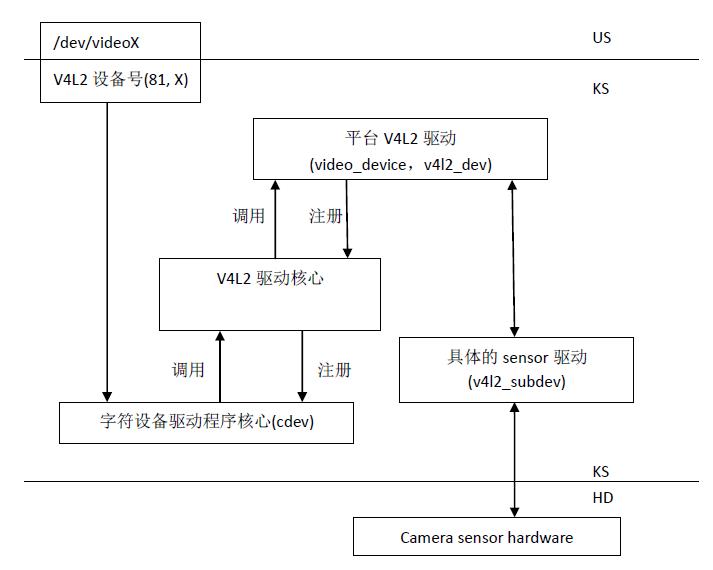 /dev/videoX
US
V4L2 设备号(81, X)
KS
平台 V4L2 驱动
(video_device，v4l2_dev)
调用
注册
V4L2 驱动核心
具体的 sensor 驱动
(v4l2_subdev)
调用
注册
字符设备驱动程序核心(cdev)
KS
HD
Camera sensor hardware